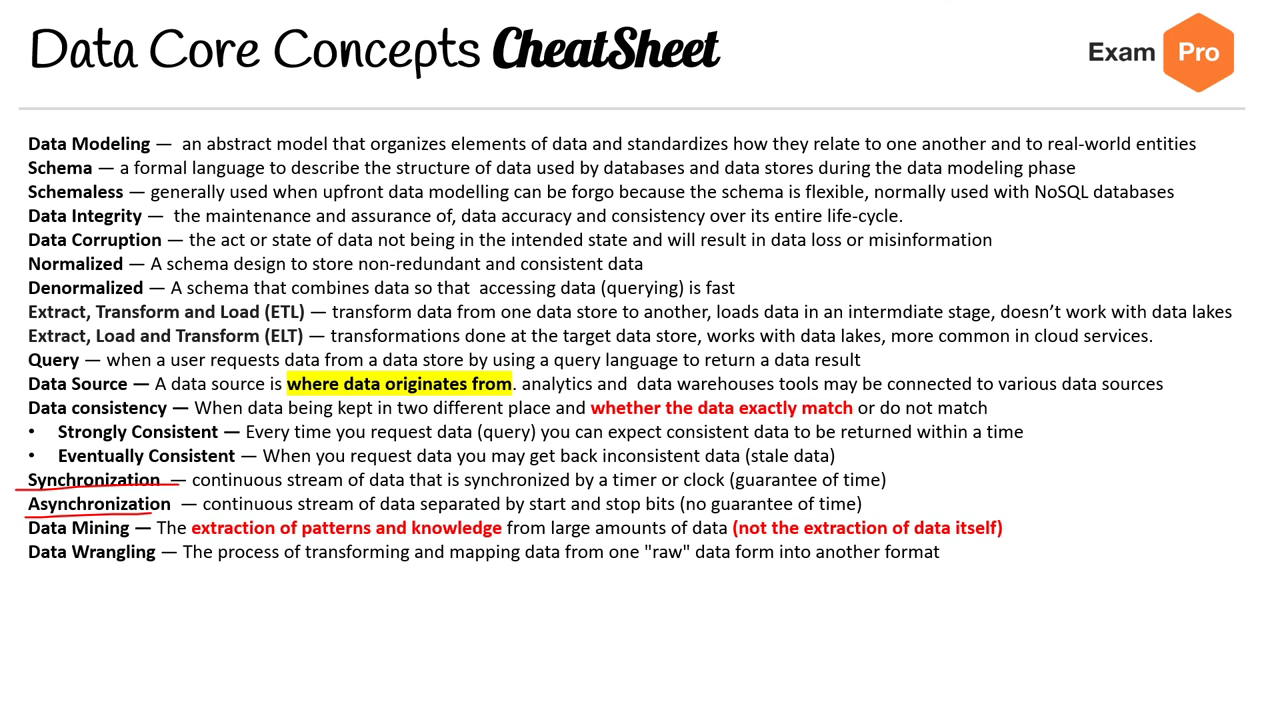 Data Core Concepts CheatSheet
Exam Pro
Data Modeling — an abstract model that organizes elements of data and standardizes how they relate to one another and to real-world entities
Schema — a formal language to describe the structure of data used by databases and data stores during the data modeling phase
Schemaless — generally used when upfront data modelling can be forgo because the schema is flexible, normally used with NoSQL databases
Data Integrity — the maintenance and assurance of, data accuracy and consistency over its entire life-cycle.
Data Corruption — the act or state of data not being in the intended state and will result in data loss or misinformation
Normalized — A schema design to store non-redundant and consistent data
Denormalized — A schema that combines data so that accessing data (querying) is fast
Extract, Transform and Load (ETL) — transform data from one data store to another, loads data in an intermdiate stage, doesn’t work with data lakes
Extract, Load and Transform (ELT) — transformations done at the target data store, works with data lakes, more common in cloud services.
Query — when a user requests data from a data store by using a query language to return a data result
Data Source — A data source is where data originates from. analytics and data warehouses tools may be connected to various data sources
Data consistency — When data being kept in two different place and whether the data exactly match or do not match
• Strongly Consistent — Every time you request data (query) you can expect consistent data to be returned within a time
• Eventually Consistent — When you request data you may get back inconsistent data (stale data)
Synchronization — continuous stream of data that is synchronized by a timer or clock (guarantee of time)
Asynchronization — continuous stream of data separated by start and stop bits (no guarantee of time)
Data Mining — The extraction of patterns and knowledge from large amounts of data (not the extraction of data itself)
Data Wrangling — The process of transforming and mapping data from one "raw" data form into another format